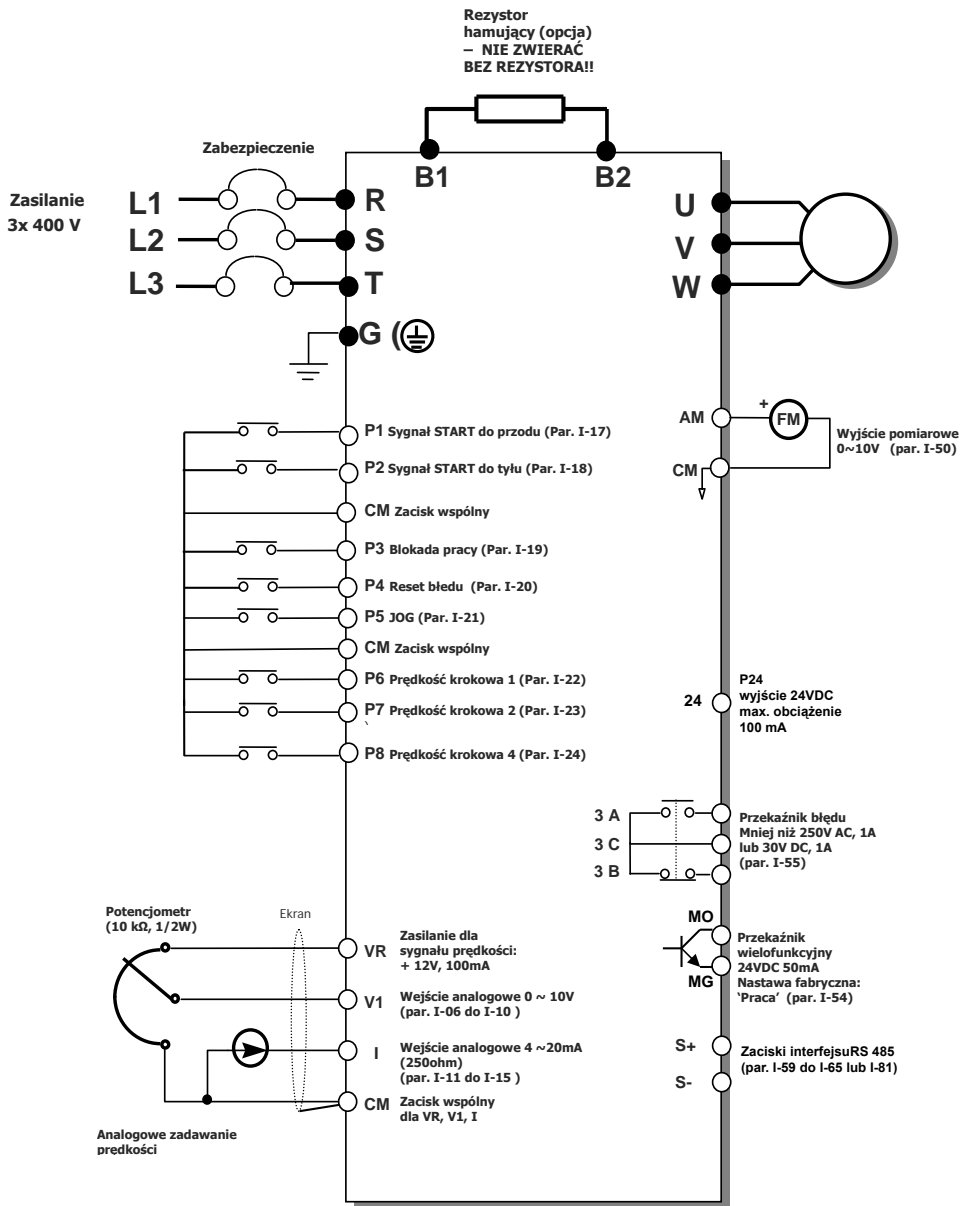 Rezystor
hamujący (opcja)
– NIE ZWIERAĆ
BEZ REZYSTORA!!
Zabezpieczenie
B1
B2
Zasilanie
3x 400 V
L1
R
U
L2
S
V
L3
T
W
G (
AM
+
FM
CM
Wyjście pomiarowe
0~10V (par. I-50)
P1 Sygnał START do przodu (Par. I-17)
P2 Sygnał START do tyłu (Par. I-18)
CM Zacisk wspólny
P3 Blokada pracy (Par. I-19)
P4 Reset błedu (Par. I-20)
P5 JOG (Par. I-21)
CM Zacisk wspólny
P6 Prędkość krokowa 1 (Par. I-22)
P7 Prędkość krokowa 2 (Par. I-23)
`
P8 Prędkość krokowa 4 (Par. I-24)
24
P24
wyjście 24VDC
max. obciążenie
100 mA
3 A
3 C
3 B
Przekaźnik błędu
Mniej niż 250V AC, 1A
lub 30V DC, 1A
(par. I-55)
Potencjometr
(10 kΩ, 1/2W)
Ekran
VR
Zasilanie dla
sygnału prędkości:
+ 12V, 100mA
V1
Wejście analogowe 0 ~ 10V
(par. I-06 do I-10 )
I
Wejście analogowe 4 ~20mA
(250ohm)
(par. I-11 do I-15 )
CM
Zacisk wspólny
dla VR, V1, I
Analogowe zadawanie
prędkości
MO
MG
Przekaźnik
wielofunkcyjny
24VDC 50mA
Nastawa fabryczna:
‘Praca’ (par. I-54)
S+
S-
Zaciski interfejsuRS 485
(par. I-59 do I-65 lub I-81)